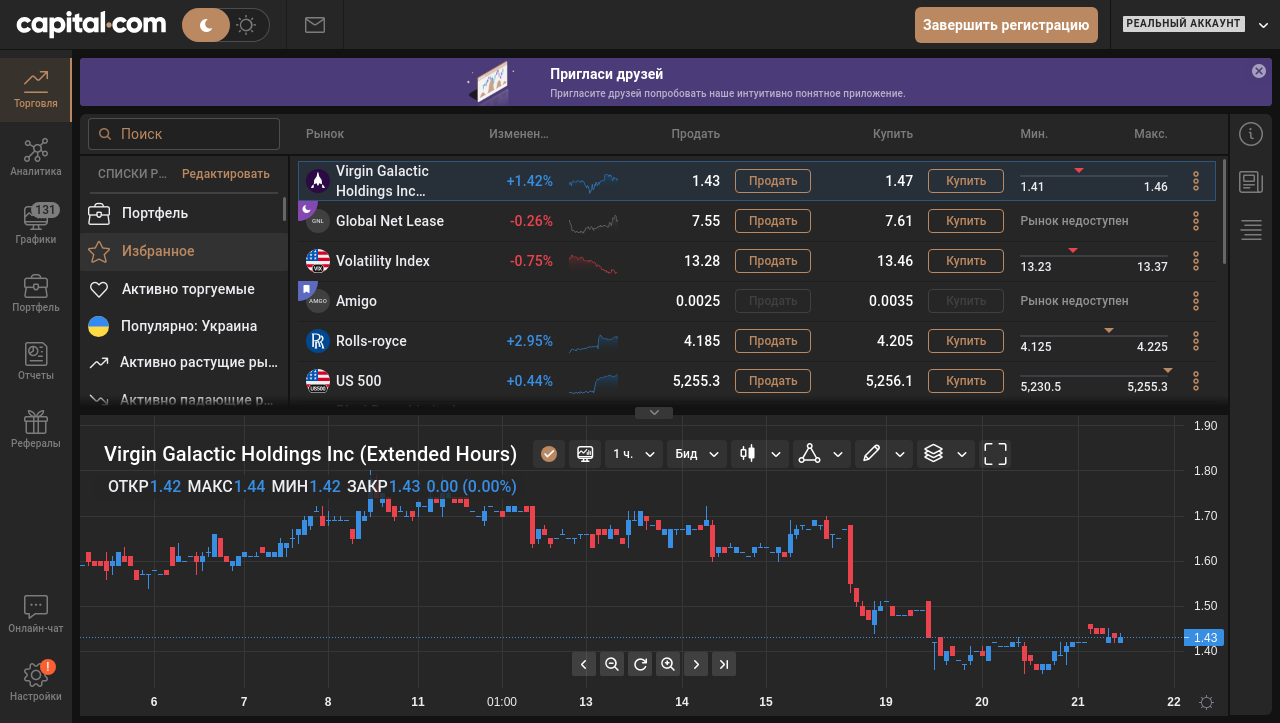 capital.com
Завершить регистрацию
РЕАЛЬНЫЙ АККАУНТ
Торговля
Аналитика
131
Графики
Портфель
Отчеты
Рефералы
Онлайн-чат
!
Настройки
Пригласи друзей
Пригласите друзей попробовать наше интуитивно понятное приложение.
Поиск
СПИСКИ Р... Редактировать
Портфель
Избранное
Активно торгуемые
Популярно: Украина
Активно растущие ры...
Активно падающие р...
Рынок Изменен... Продать Купить Мин. Макс.
Virgin Galactic Holdings Inc... +1.42% 1.43 Продать 1.47 Купить 1.41 1.46
GNL Global Net Lease -0.26% 7.55 Продать 7.61 Купить Рынок недоступен
VIX Volatility Index -0.75% 13.28 Продать 13.46 Купить 13.23 13.37
AMGO Amigo 0.0025 Продать 0.0035 Купить Рынок недоступен
Rolls-royce +2.95% 4.185 Продать 4.205 Купить 4.125 4.225
US500 US 500 +0.44% 5,255.3 Продать 5,256.1 Купить 5,230.5 5,255.3
Virgin Galactic Holdings Inc (Extended Hours) 1 ч. Бид
ОТКР1.42 МАКС1.44 МИН1.42 ЗАКР1.43 0.00 (0.00%)
1.90
1.80
1.70
1.60
1.50
1.43
1.40
6 7 8 11 01:00 13 14 15 19 20 21 22